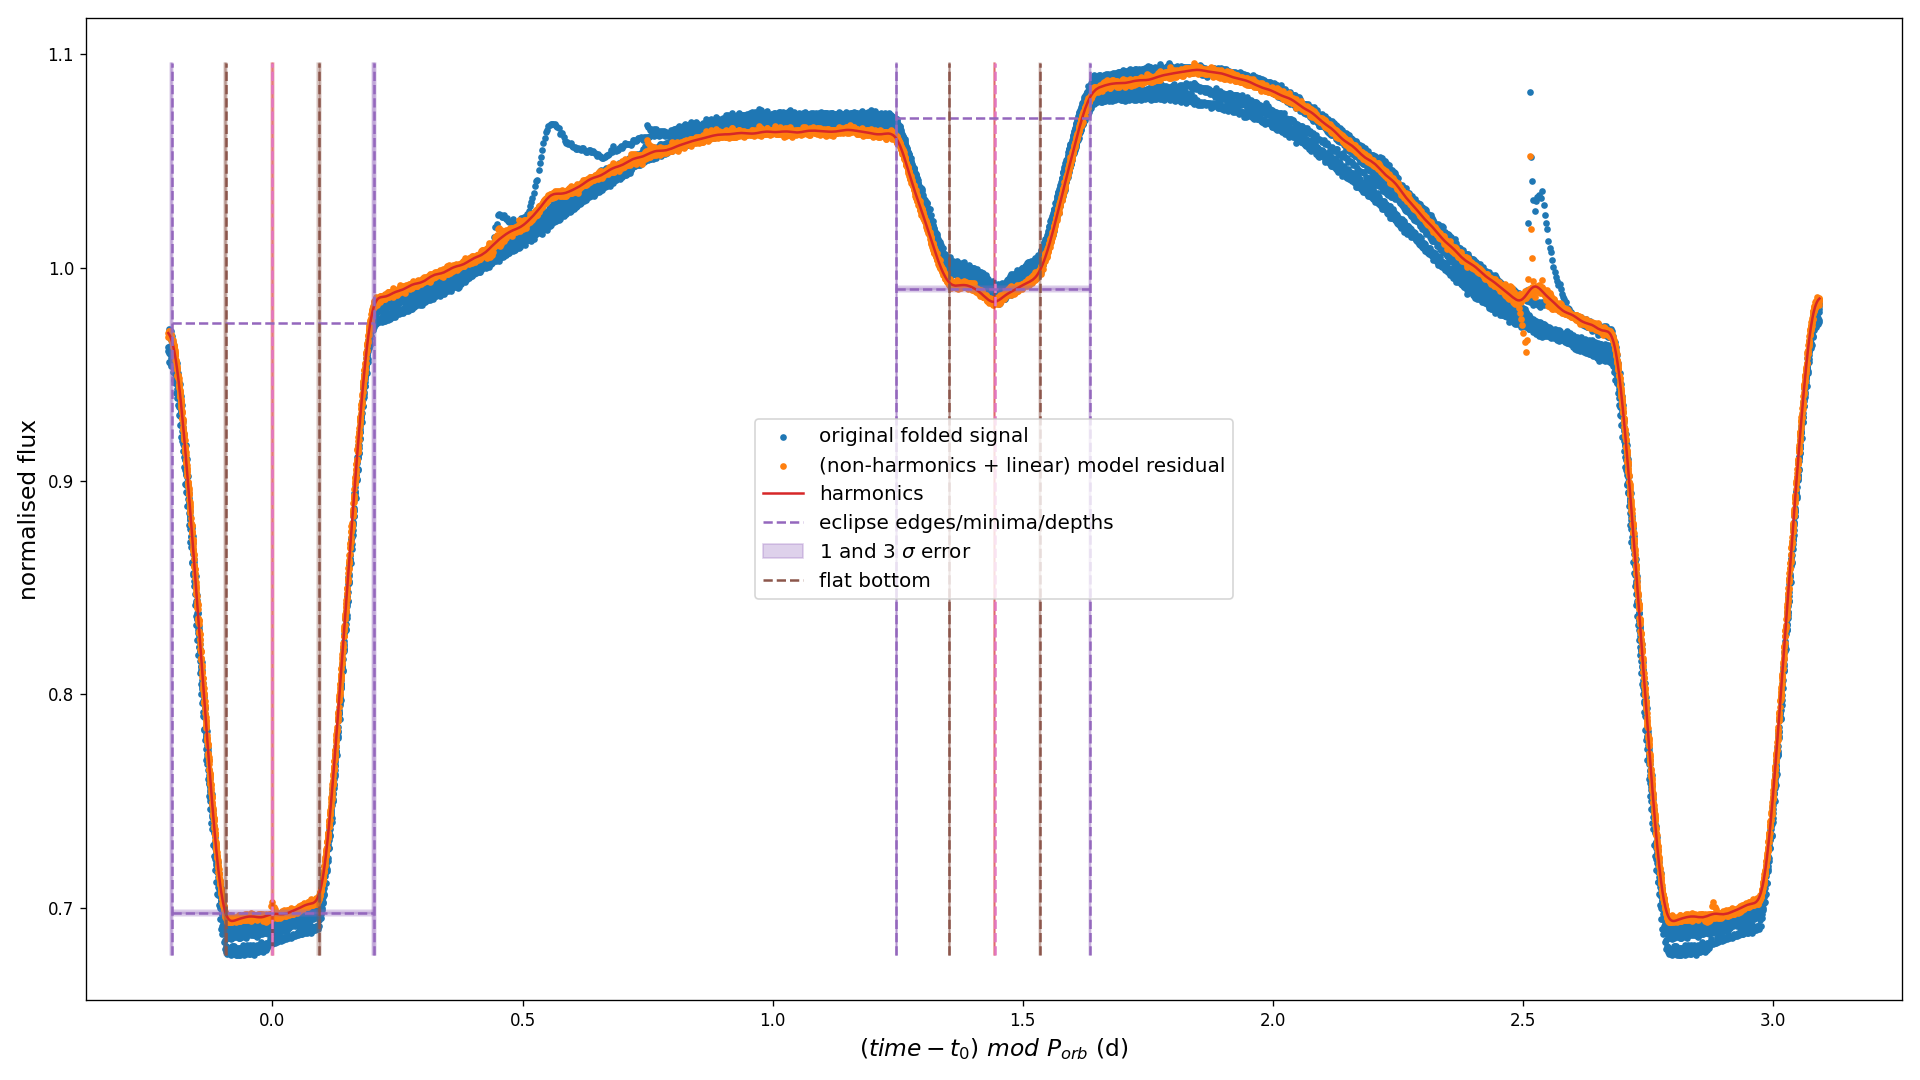 1.1
1.0
0.9
0.8
0.7
normalised flux
original folded signal
(non-harmonics + linear) model residual
harmonics
eclipse edges/minima/depths
1 and 3 σ error
flat bottom
0.0 0.5 1.0 1.5 2.0 2.5 3.0
(time − t₀) mod P_orb (d)